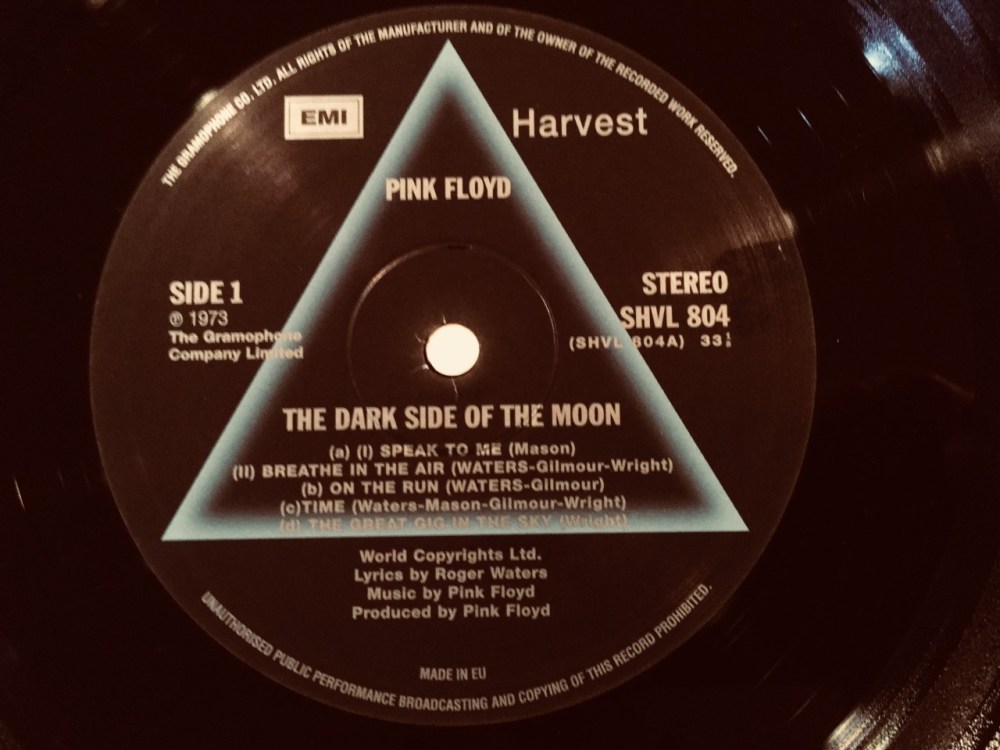 THE GRAMOPHONE CO. LTD. ALL RIGHTS OF THE MANUFACTURER AND OF THE OWNER OF THE RECORDED WORK RESERVED.
EMI
Harvest
PINK FLOYD
SIDE 1
℗ 1973
The Gramophone
Company Limited
STEREO
SHVL 804
(SHVL 804A) 33⅓
THE DARK SIDE OF THE MOON
(a) (I) SPEAK TO ME (Mason)
(II) BREATHE IN THE AIR (WATERS-Gilmour-Wright)
(b) ON THE RUN (WATERS-Gilmour)
(c)TIME (Waters-Mason-Gilmour-Wright)
(d) THE GREAT GIG IN THE SKY (Wright)
World Copyrights Ltd.
Lyrics by Roger Waters
Music by Pink Floyd
Produced by Pink Floyd
MADE IN EU
UNAUTHORISED PUBLIC PERFORMANCE BROADCASTING AND COPYING OF THIS RECORD PROHIBITED.